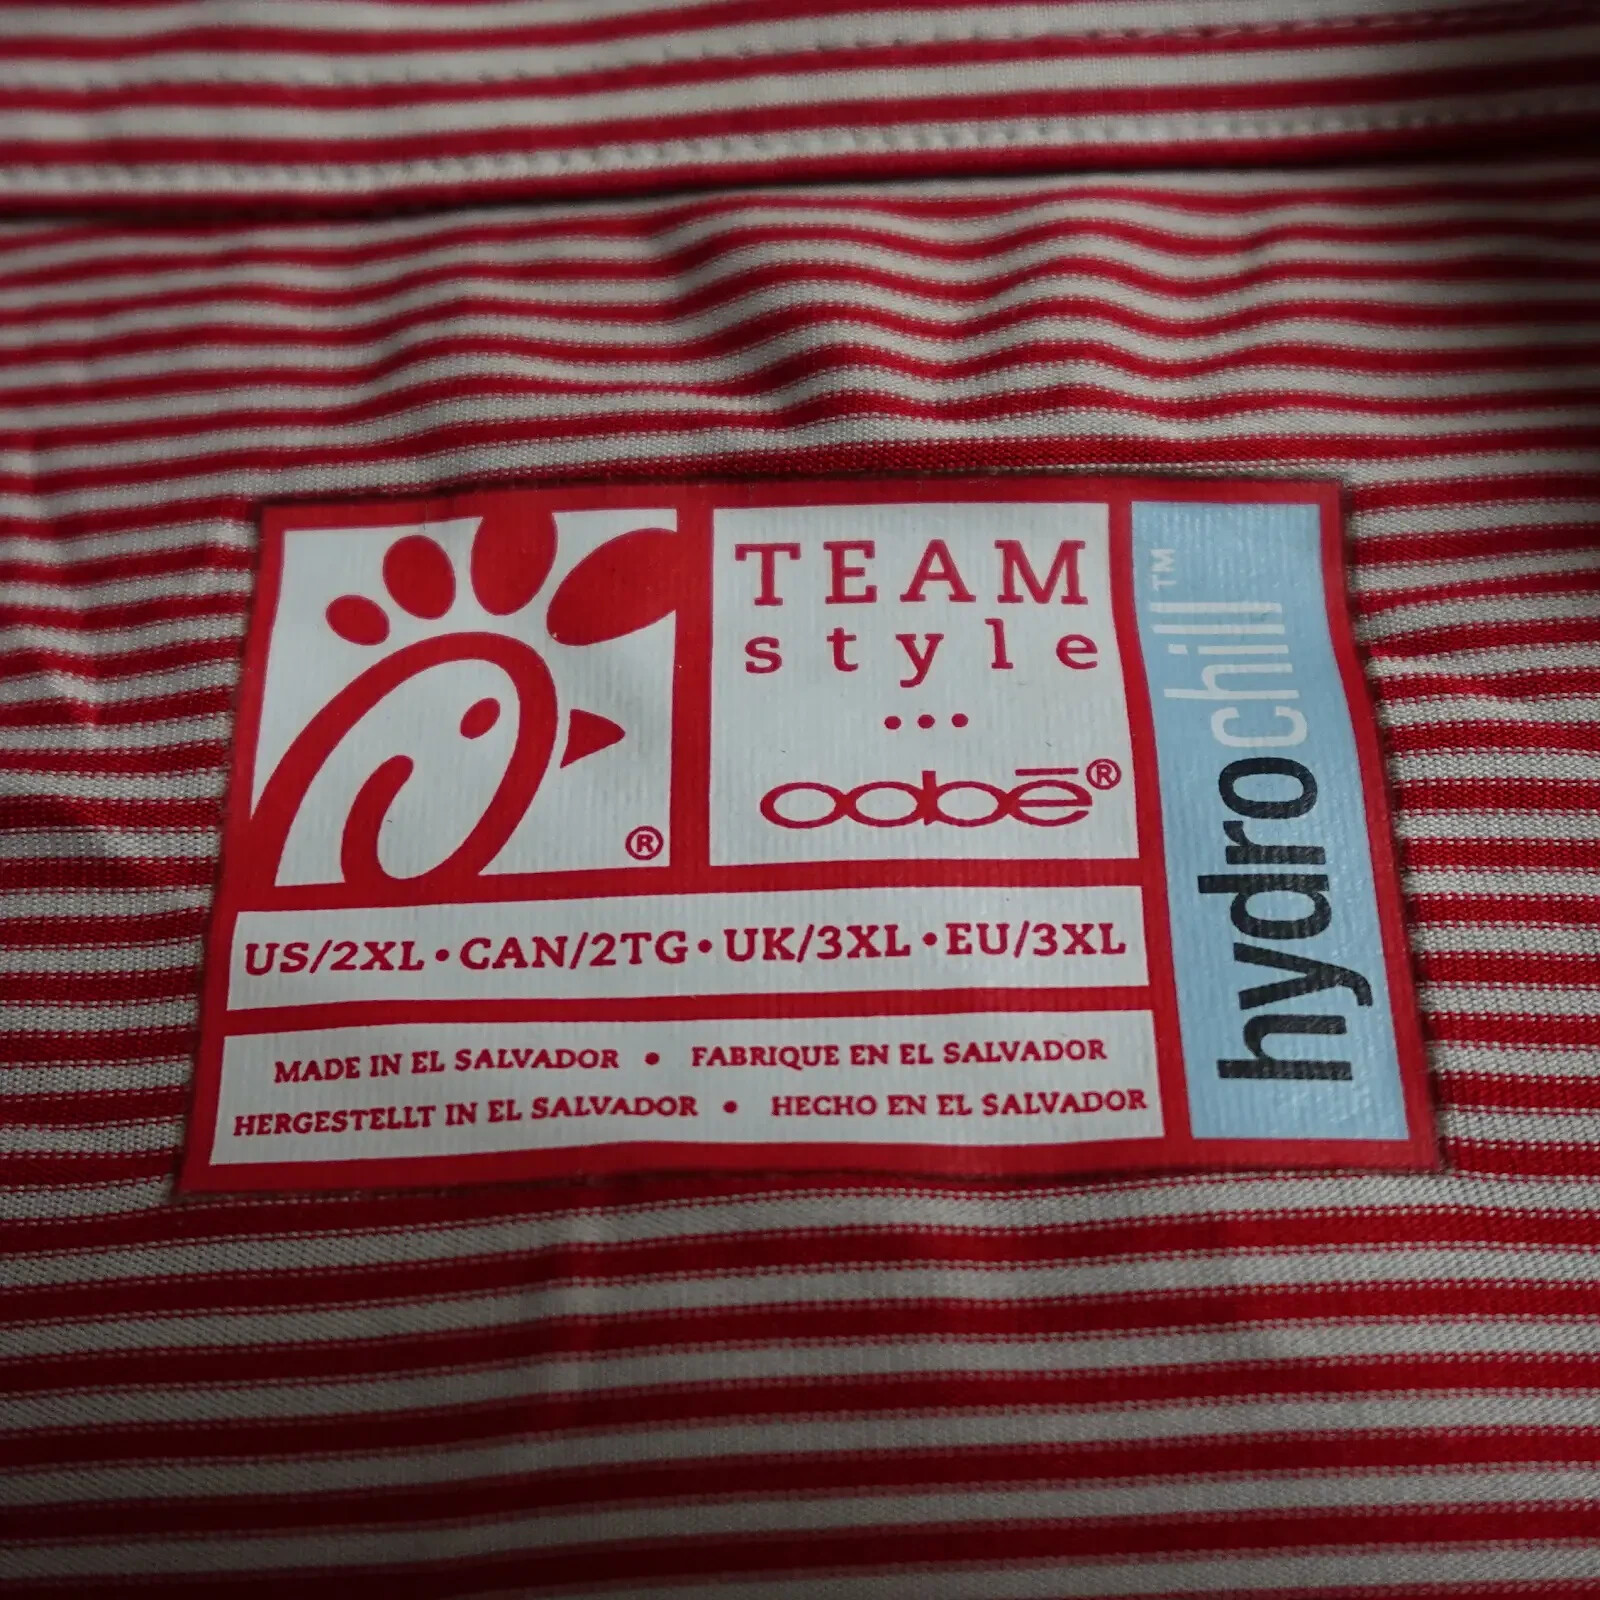 TEAM
style
...
oobē®
®
US/2XL•CAN/2TG•UK/3XL•EU/3XL
MADE IN EL SALVADOR • FABRIQUE EN EL SALVADOR
HERGESTELLT IN EL SALVADOR • HECHO EN EL SALVADOR
hydrochill™